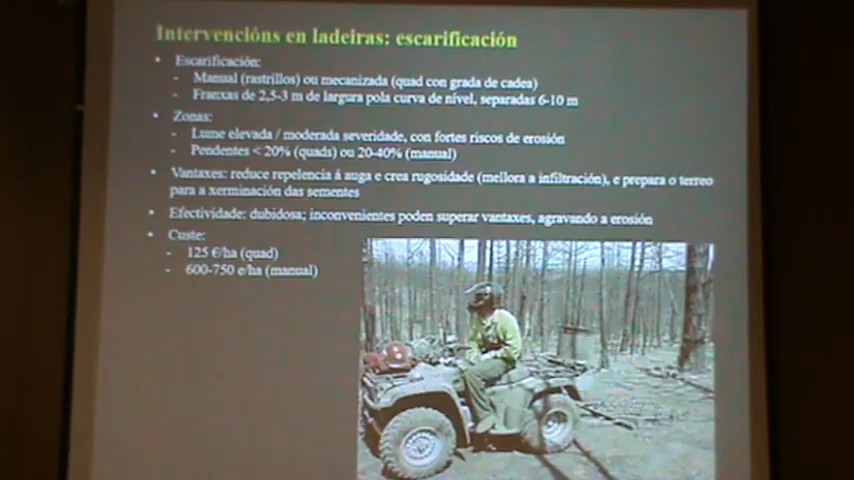 Intervencións en ladeiras: escarificación
• Escarificación:
- Manual (rastrillos) ou mecanizada (quad con grada de cadea)
- Franxas de 2,5-3 m de largura pola curva de nível, separadas 6-10 m
• Zonas:
- Lume elevada / moderada severidade, con fortes riscos de erosión
- Pendentes < 20% (quads) ou 20-40% (manual)
• Vantaxes: reduce repelencia á auga e crea rugosidade (mellora a infiltración), e prepara o terreo
para a xerminación das sementes
• Efectividade: dubidosa; inconvenientes poden superar vantaxes, agravando a erosión
• Custe:
- 125 €/ha (quad)
- 600-750 e/ha (manual)